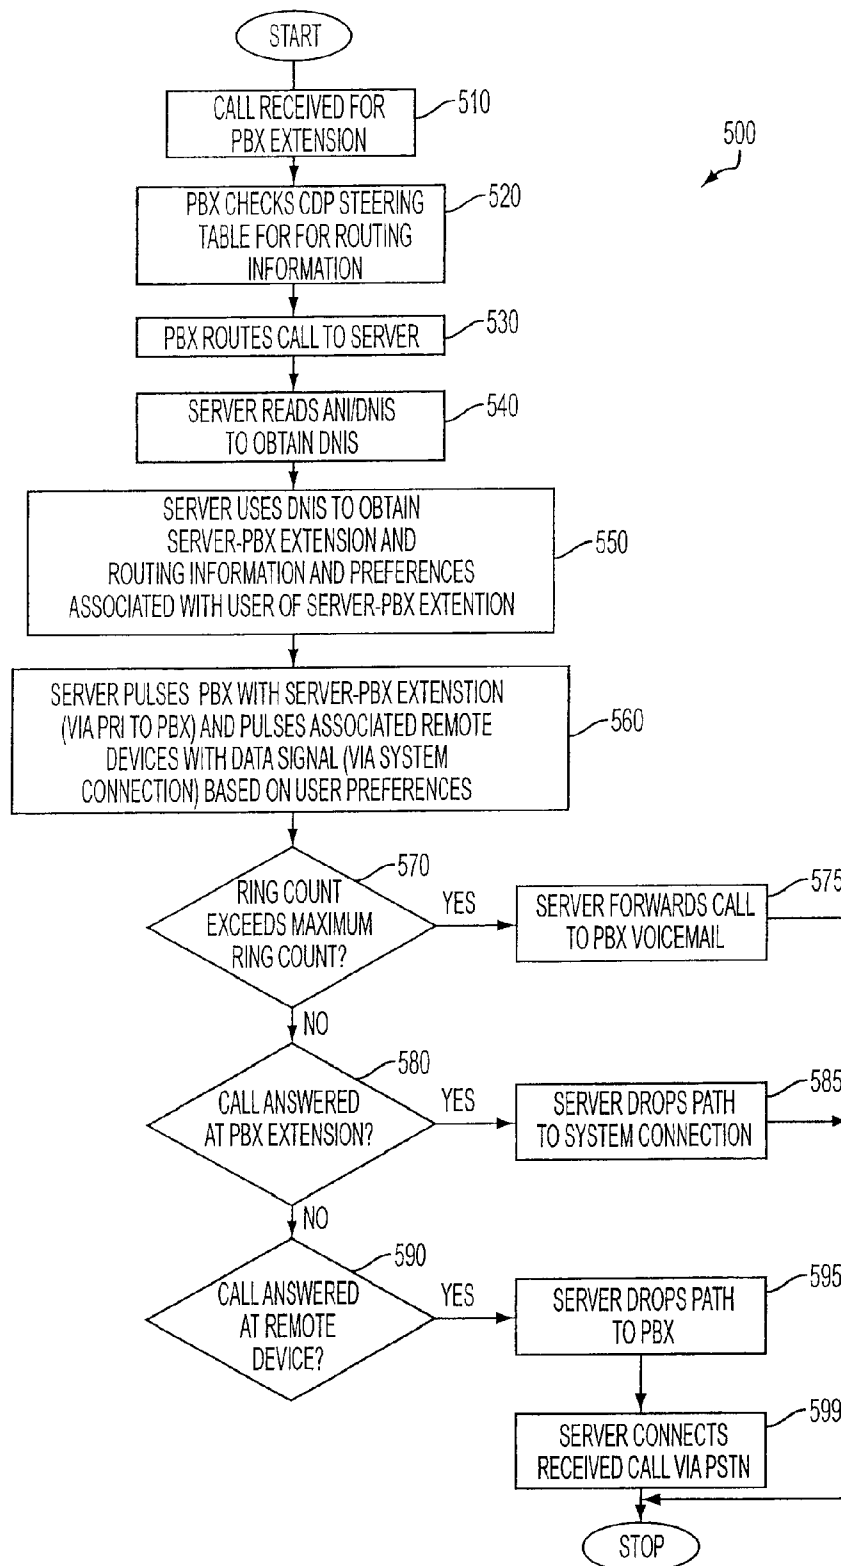 START
CALL RECEIVED FOR
PBX EXTENSION
510
500
PBX CHECKS CDP STEERING
TABLE FOR FOR ROUTING
INFORMATION
520
PBX ROUTES CALL TO SERVER
530
SERVER READS ANI/DNIS
TO OBTAIN DNIS
540
SERVER USES DNIS TO OBTAIN
SERVER-PBX EXTENSION AND
ROUTING INFORMATION AND PREFERENCES
ASSOCIATED WITH USER OF SERVER-PBX EXTENTION
550
SERVER PULSES PBX WITH SERVER-PBX EXTENSTION
(VIA PRI TO PBX) AND PULSES ASSOCIATED REMOTE
DEVICES WITH DATA SIGNAL (VIA SYSTEM
CONNECTION) BASED ON USER PREFERENCES
560
RING COUNT
EXCEEDS MAXIMUM
RING COUNT?
570
YES
SERVER FORWARDS CALL
TO PBX VOICEMAIL
575
NO
CALL ANSWERED
AT PBX EXTENSION?
580
YES
SERVER DROPS PATH
TO SYSTEM CONNECTION
585
NO
CALL ANSWERED
AT REMOTE
DEVICE?
590
YES
SERVER DROPS PATH
TO PBX
595
SERVER CONNECTS
RECEIVED CALL VIA PSTN
599
STOP